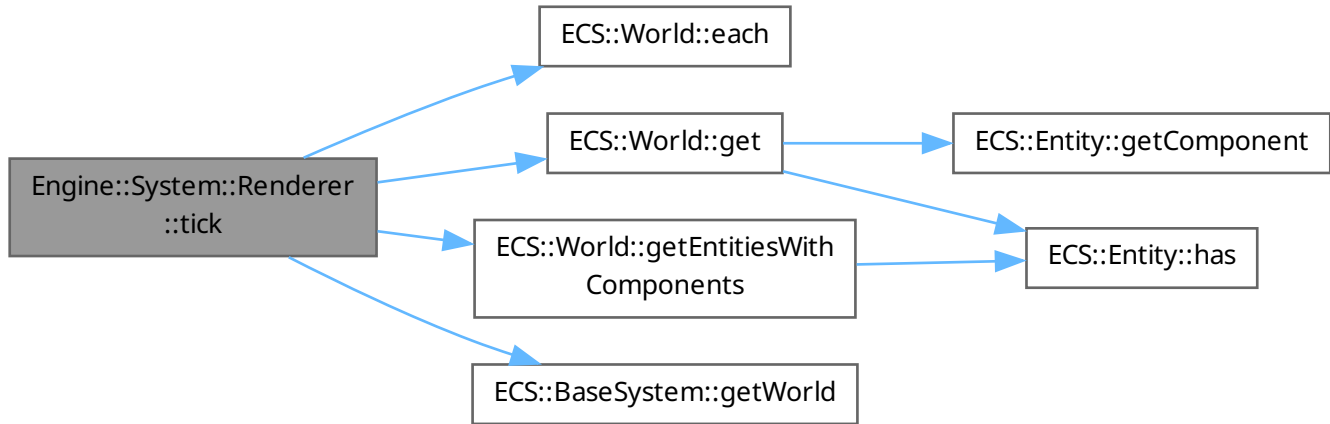 ECS::World::each
ECS::World::get
ECS::Entity::getComponent
Engine::System::Renderer
::tick
ECS::World::getEntitiesWith
Components
ECS::Entity::has
ECS::BaseSystem::getWorld